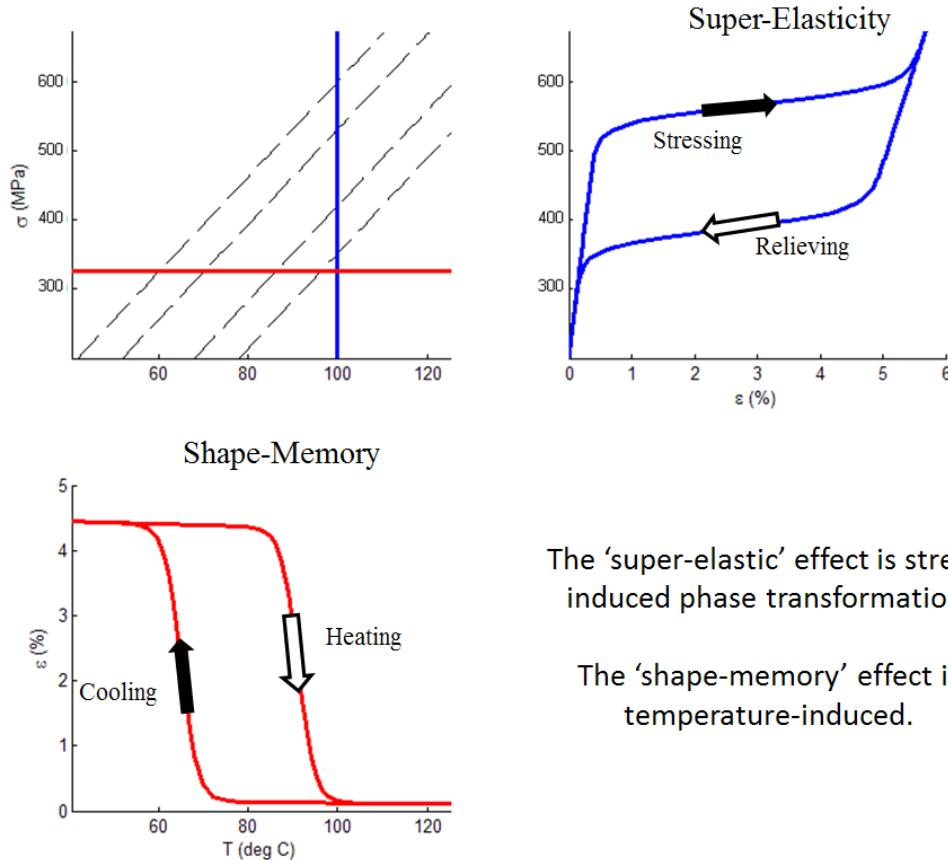 Super-Elasticity
600
500
400
300
σ (MPa)
60
80
100
120
600
500
400
300
Stressing
Relieving
0
1
2
3
4
5
6
ε (%)
Shape-Memory
5
4
3
2
1
0
ε (%)
Heating
Cooling
60
80
100
120
T (deg C)
The ‘super-elastic’ effect is stre
induced phase transformatio
The ‘shape-memory’ effect i
temperature-induced.